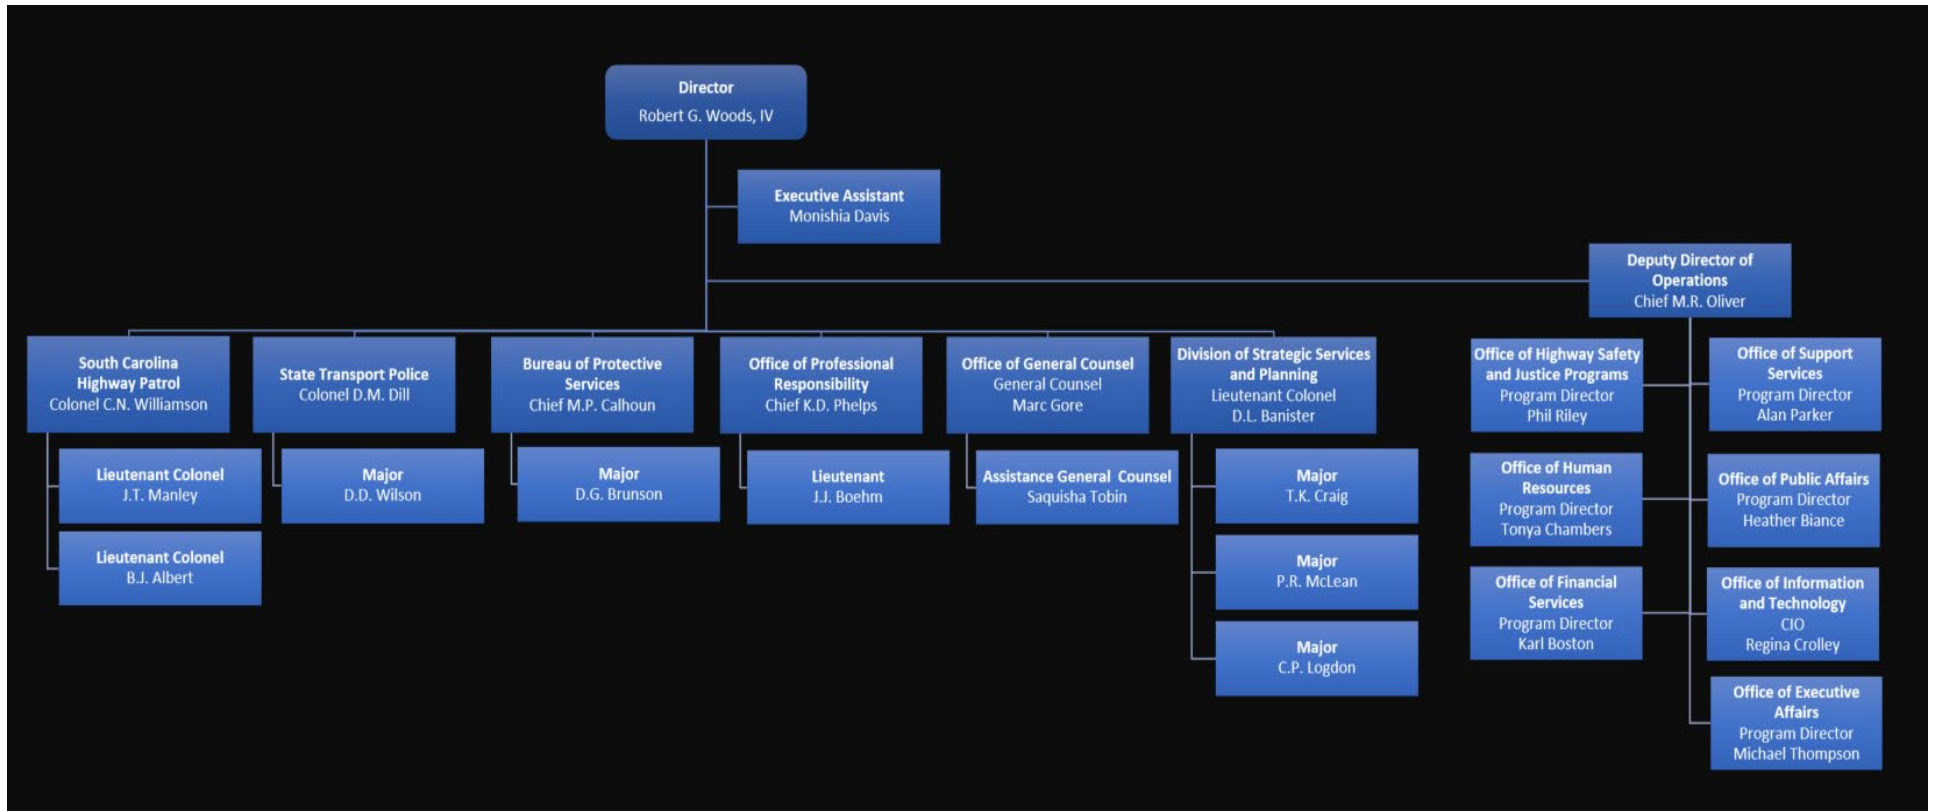 Director
Robert G. Woods, IV
Executive Assistant
Monishia Davis
Deputy Director of
Operations
Chief M.R. Oliver
South Carolina
Highway Patrol
Colonel C.N. Williamson
Lieutenant Colonel
J.T. Manley
Lieutenant Colonel
B.J. Albert
State Transport Police
Colonel D.M. Dill
Major
D.D. Wilson
Bureau of Protective
Services
Chief M.P. Calhoun
Major
D.G. Brunson
Office of Professional
Responsibility
Chief K.D. Phelps
Lieutenant
J.J. Boehm
Office of General Counsel
General Counsel
Marc Gore
Assistance General Counsel
Saquisha Tobin
Division of Strategic Services
and Planning
Lieutenant Colonel
D.L. Banister
Major
T.K. Craig
Major
P.R. McLean
Major
C.P. Logdon
Office of Highway Safety
and Justice Programs
Program Director
Phil Riley
Office of Support
Services
Program Director
Alan Parker
Office of Human
Resources
Program Director
Tonya Chambers
Office of Public Affairs
Program Director
Heather Biance
Office of Financial
Services
Program Director
Karl Boston
Office of Information
and Technology
CIO
Regina Crolley
Office of Executive
Affairs
Program Director
Michael Thompson